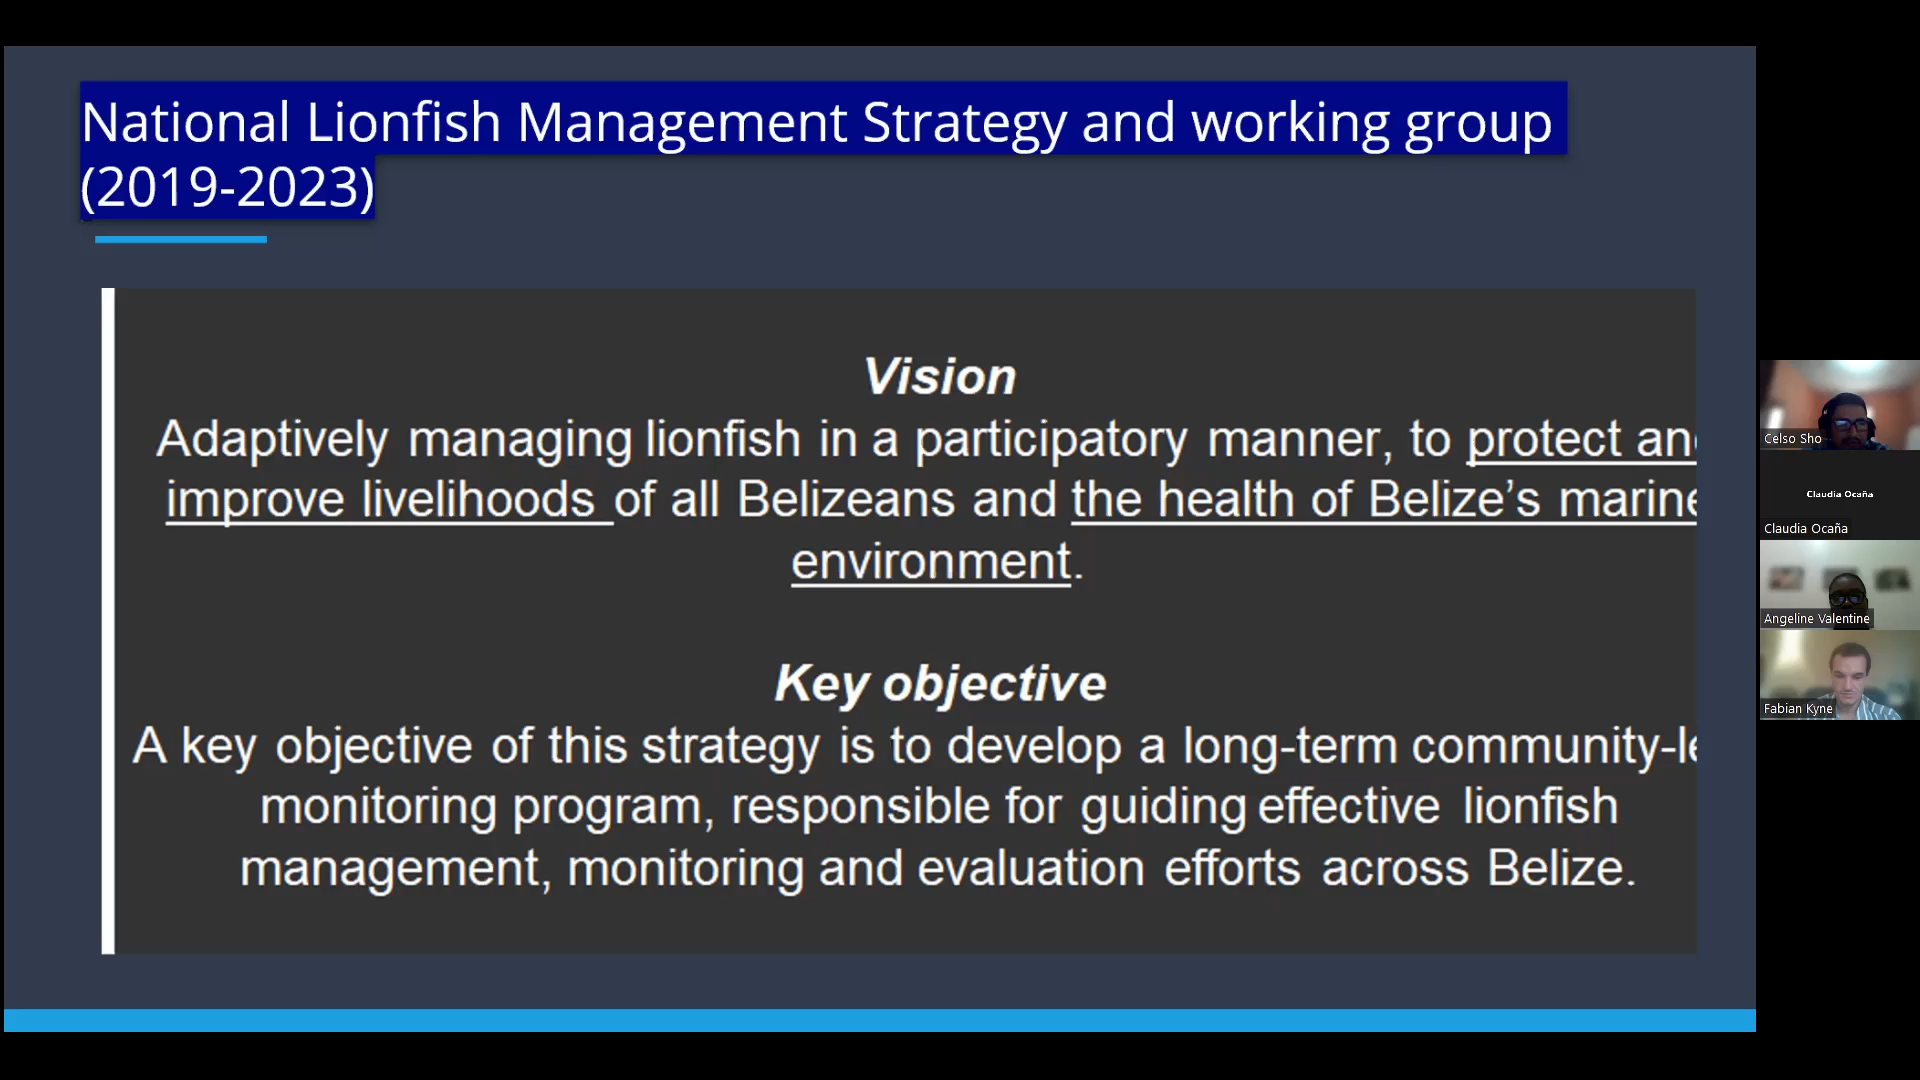 National Lionfish Management Strategy and working group
(2019-2023)
Vision
Adaptively managing lionfish in a participatory manner, to protect an
improve livelihoods of all Belizeans and the health of Belize’s marine
environment.
Key objective
A key objective of this strategy is to develop a long-term community-le
monitoring program, responsible for guiding effective lionfish
management, monitoring and evaluation efforts across Belize.
Celso Sho
Claudia Ocaña
Claudia Ocaña
Angeline Valentine
Fabian Kyne